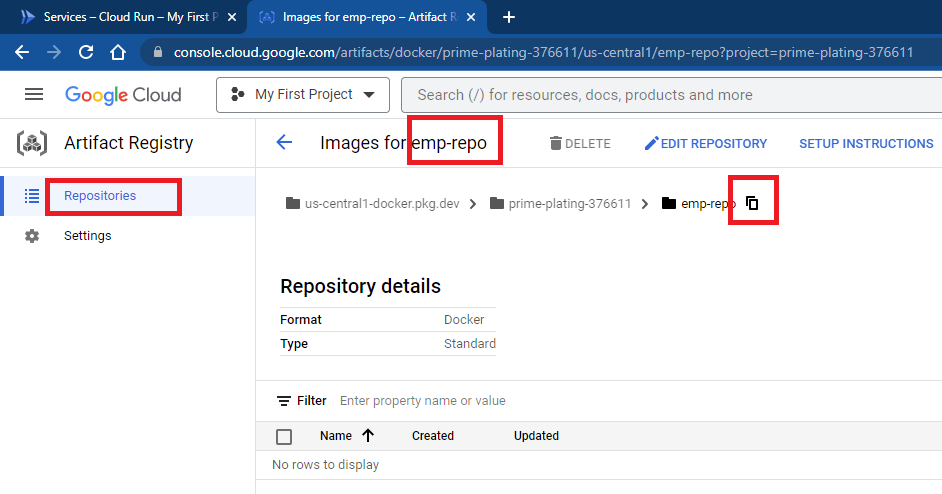 Services – Cloud Run – My First P
Images for emp-repo – Artifact R
console.cloud.google.com/artifacts/docker/prime-plating-376611/us-central1/emp-repo?project=prime-plating-376611
Google Cloud
My First Project
Search (/) for resources, docs, products and more
Artifact Registry
Images for emp-repo
DELETE
EDIT REPOSITORY
SETUP INSTRUCTIONS
Repositories
us-central1-docker.pkg.dev
prime-plating-376611
emp-repo
Settings
Repository details
Format Docker
Type Standard
Filter Enter property name or value
Name Created Updated
No rows to display